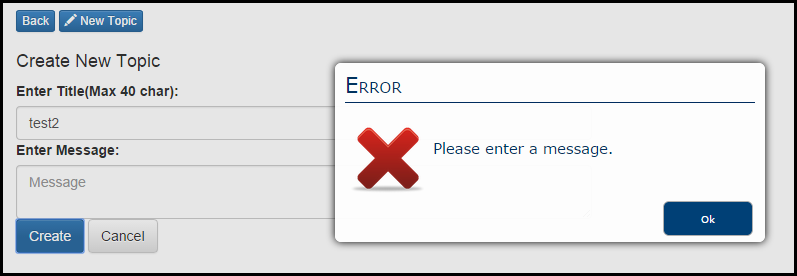 Back New Topic
Create New Topic
Enter Title(Max 40 char):
test2
Enter Message:
Message
Create Cancel
ERROR
Please enter a message.
Ok